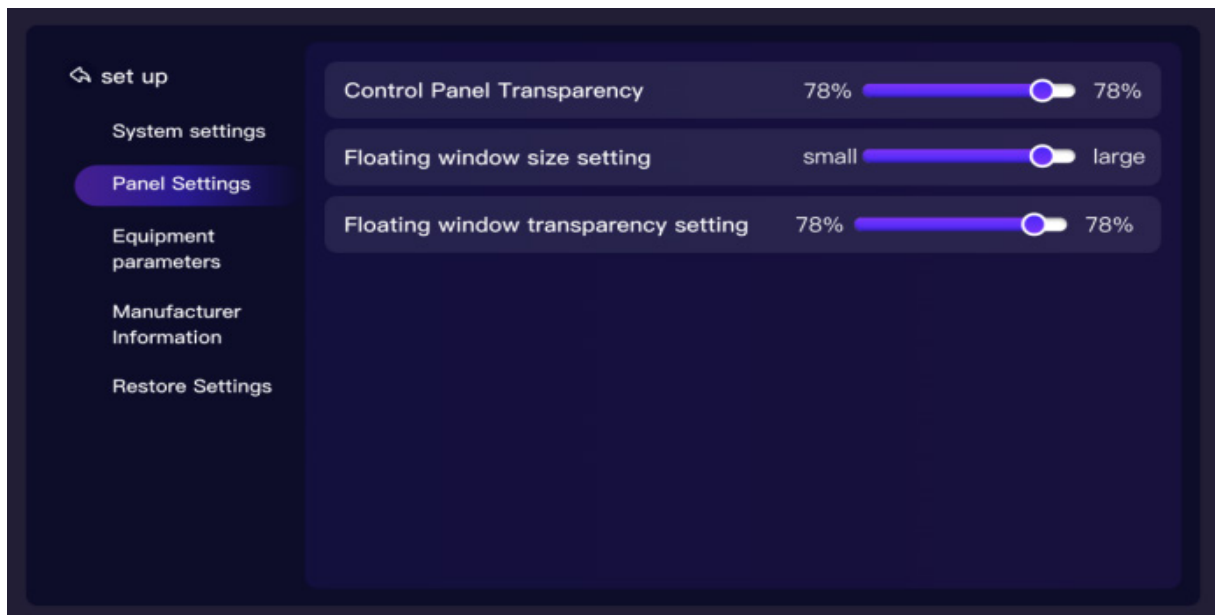 set up
System settings
Panel Settings
Equipment
parameters
Manufacturer
Information
Restore Settings
Control Panel Transparency 78% 78%
Floating window size setting small large
Floating window transparency setting 78% 78%